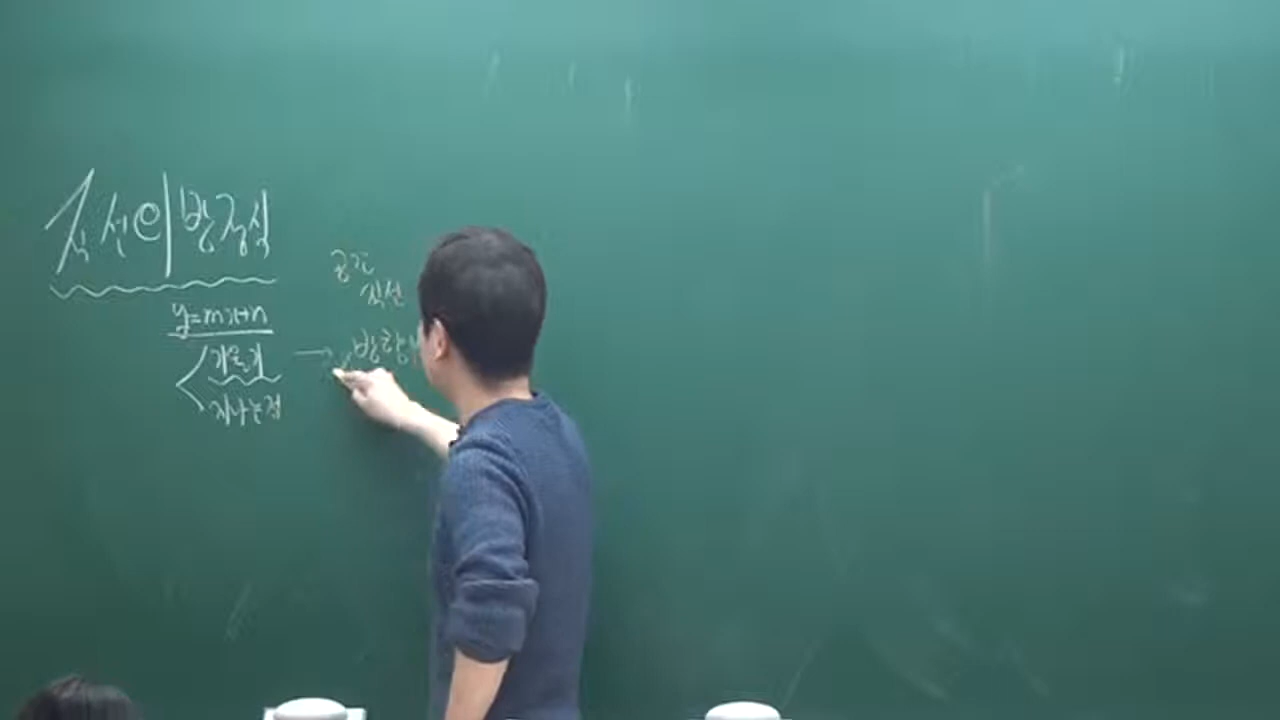 직선의 방정식
y=mx+n
기울기
지나는점
공간
직선
→ 방향